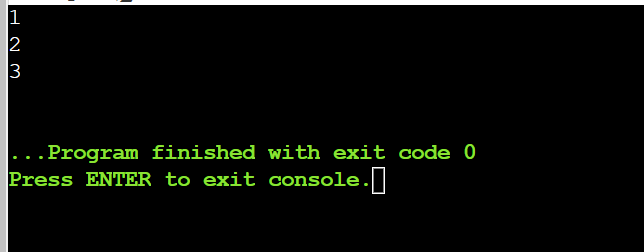 1
2
3
...Program finished with exit code 0
Press ENTER to exit console.